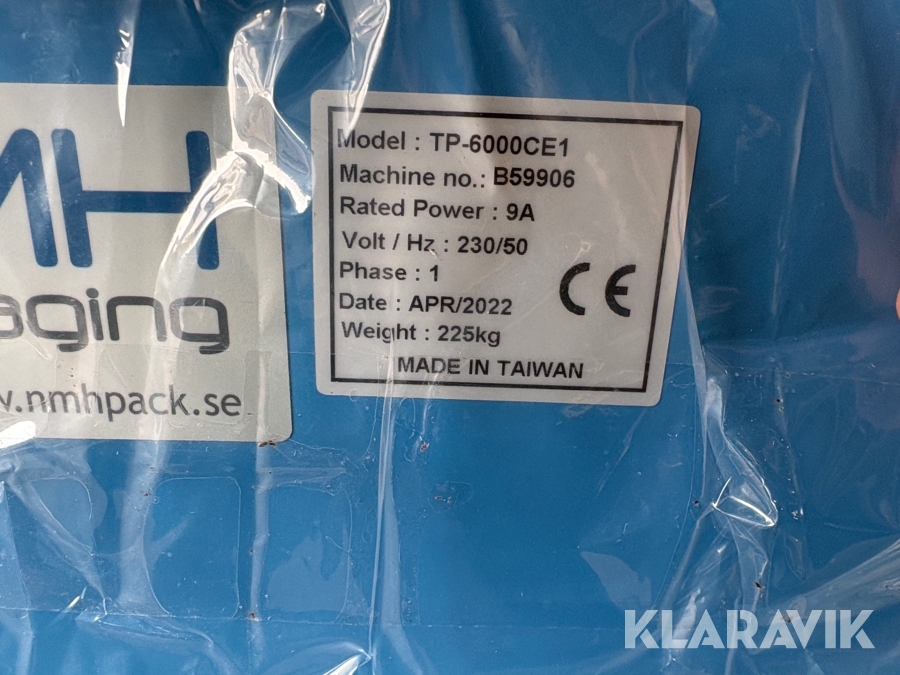 MH
aging
.nmhpack.se
Model : TP-6000CE1
Machine no.: B59906
Rated Power : 9A
Volt / Hz : 230/50
Phase : 1
Date : APR/2022
Weight : 225kg
CE
MADE IN TAIWAN
KLARAVIK